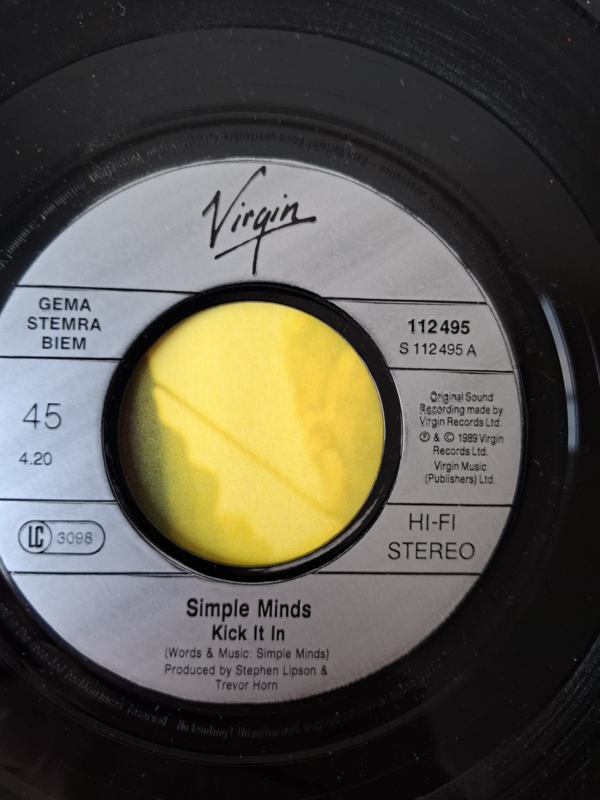 Virgin
GEMA
STEMRA
BIEM
112495
S 112495 A
45
4.20
Original Sound
Recording made by
Virgin Records Ltd.
℗ & © 1989 Virgin
Records Ltd.
Virgin Music
(Publishers) Ltd.
LC 3098
HI-FI
STEREO
Simple Minds
Kick It In
(Words & Music: Simple Minds)
Produced by Stephen Lipson &
Trevor Horn